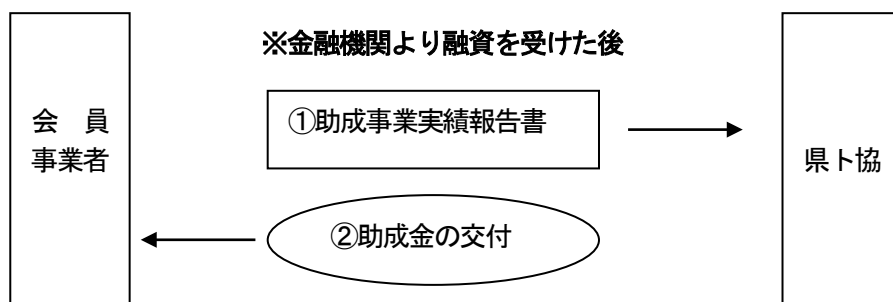 ※金融機関より融資を受けた後
会　員
事業者
①助成事業実績報告書
県ト協
②助成金の交付